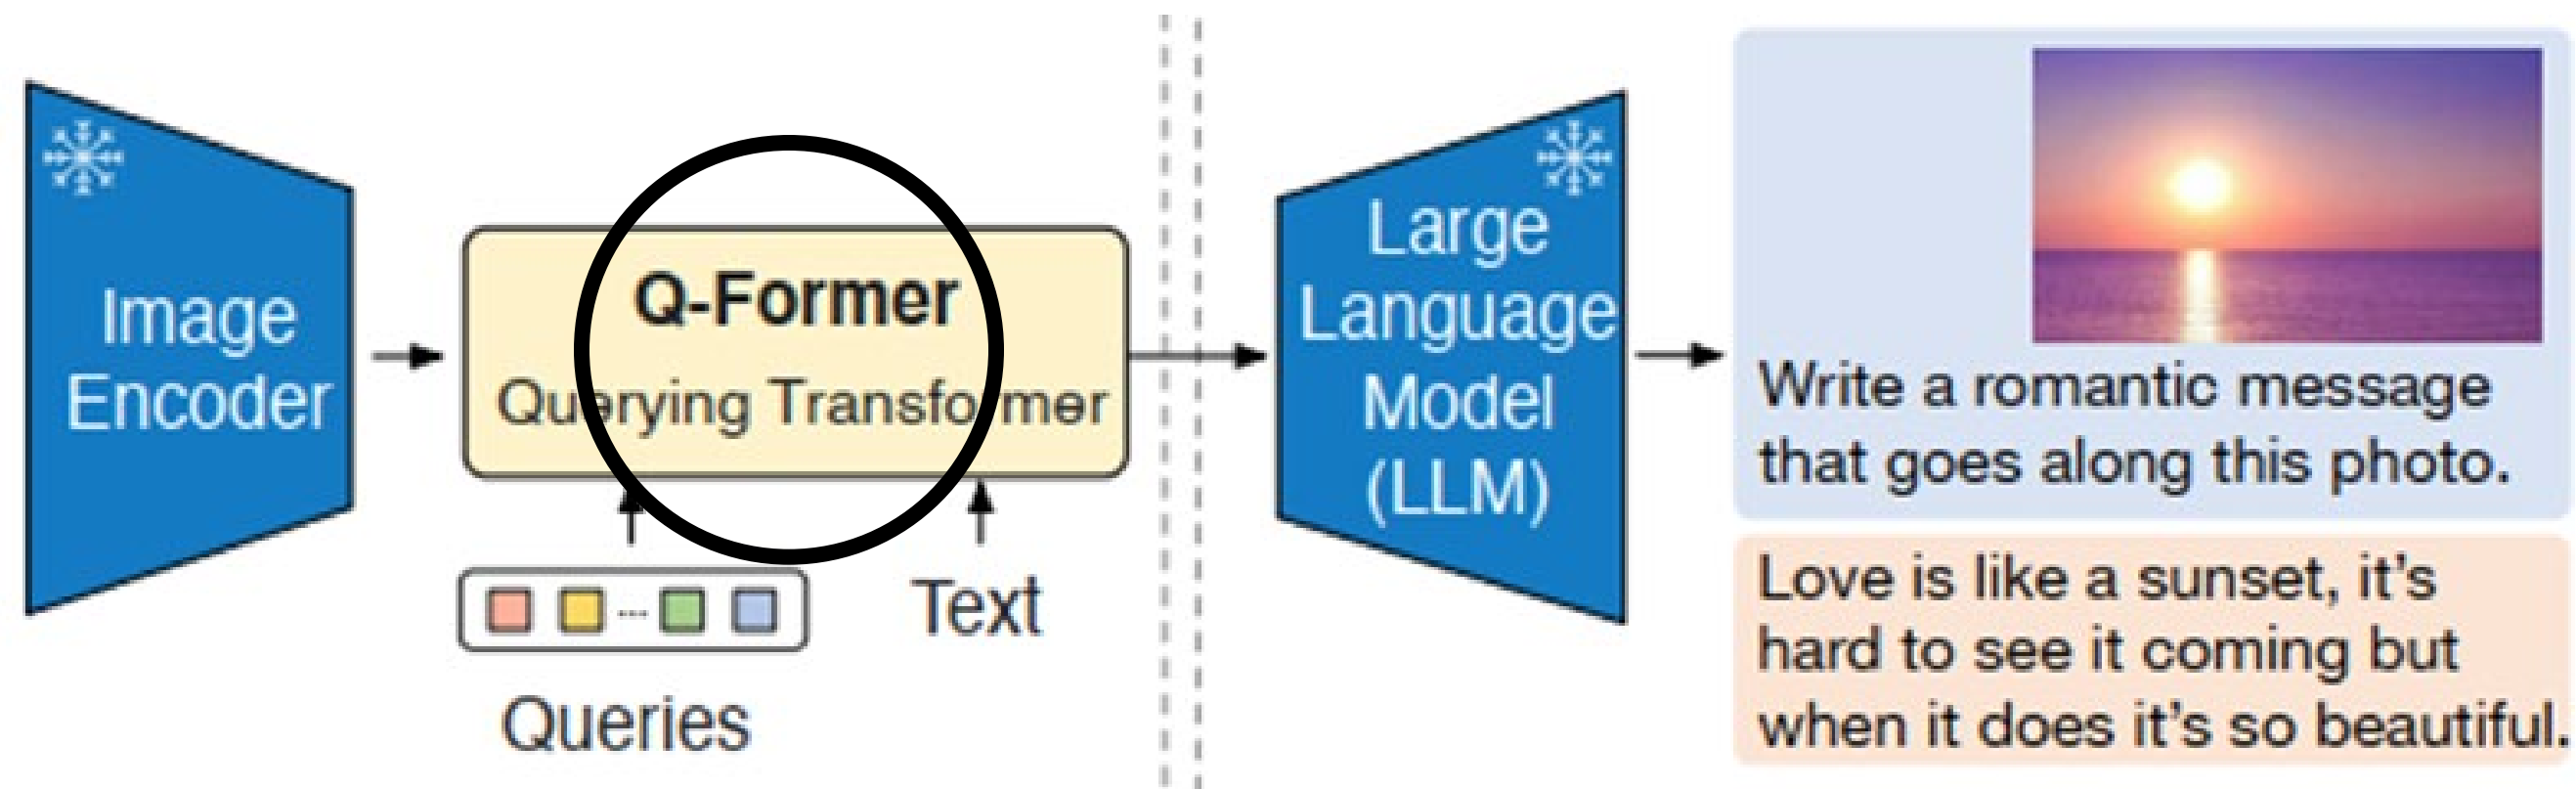 Image
Encoder
Q-Former
Querying Transformer
Queries
Text
Large
Language
Model
(LLM)
Write a romantic message
that goes along this photo.
Love is like a sunset, it's
hard to see it coming but
when it does it's so beautiful.